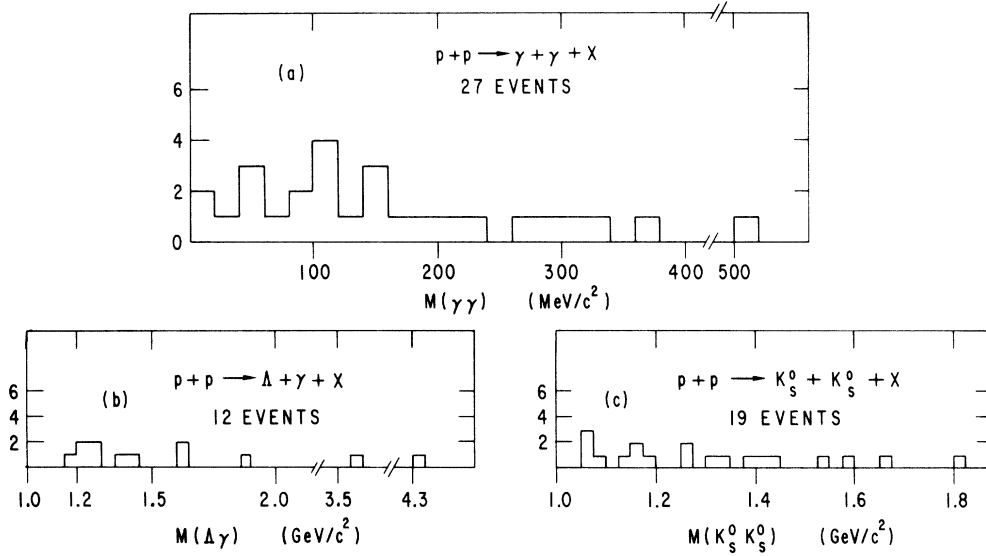 (a)
p+p → γ+γ+X
27 EVENTS
6
4
2
0
100 200 300 400 500
M(γγ) (MeV/c²)
(b)
p+p → Λ+γ+X
12 EVENTS
6
4
2
1.0 1.2 1.5 2.0 3.5 4.3
M(Λγ) (GeV/c²)
(c)
p+p → K⁰ₛ + K⁰ₛ + X
19 EVENTS
6
4
2
1.0 1.2 1.4 1.6 1.8
M(K⁰ₛ K⁰ₛ) (GeV/c²)